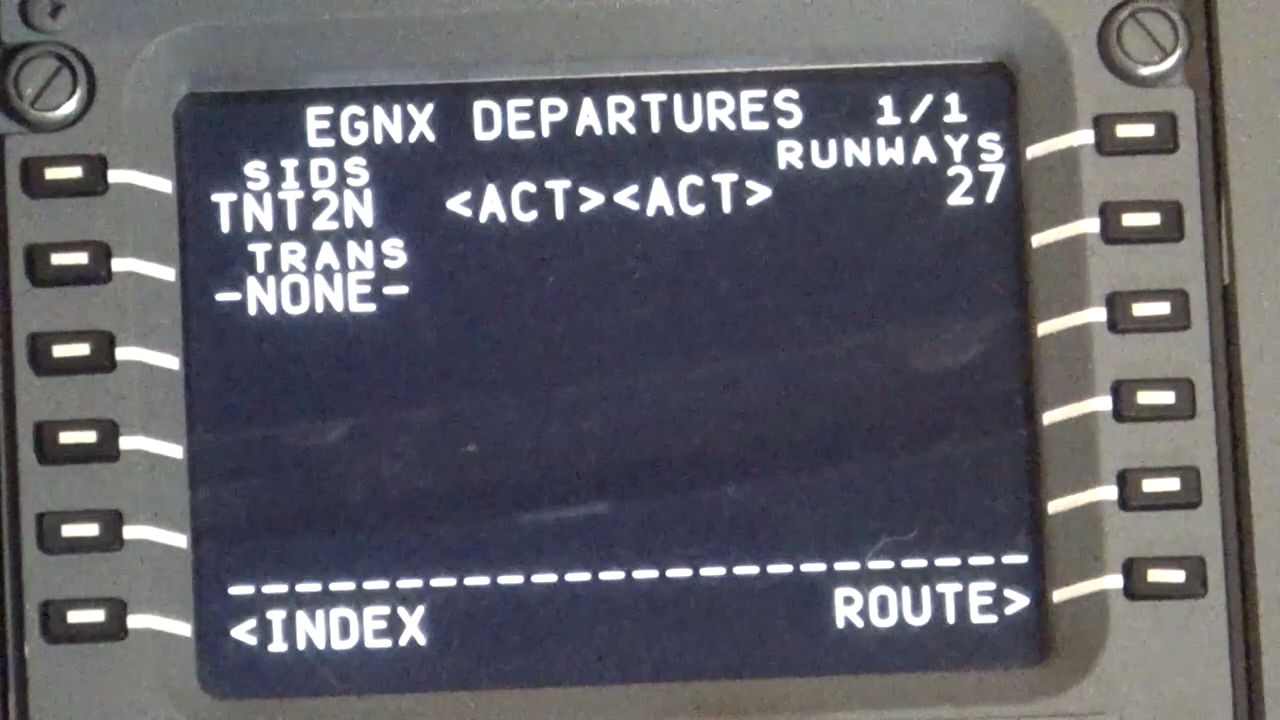 EGNX DEPARTURES 1/1
SIDS RUNWAYS
TNT2N <ACT><ACT> 27
TRANS
-NONE-
------------------------
<INDEX ROUTE>